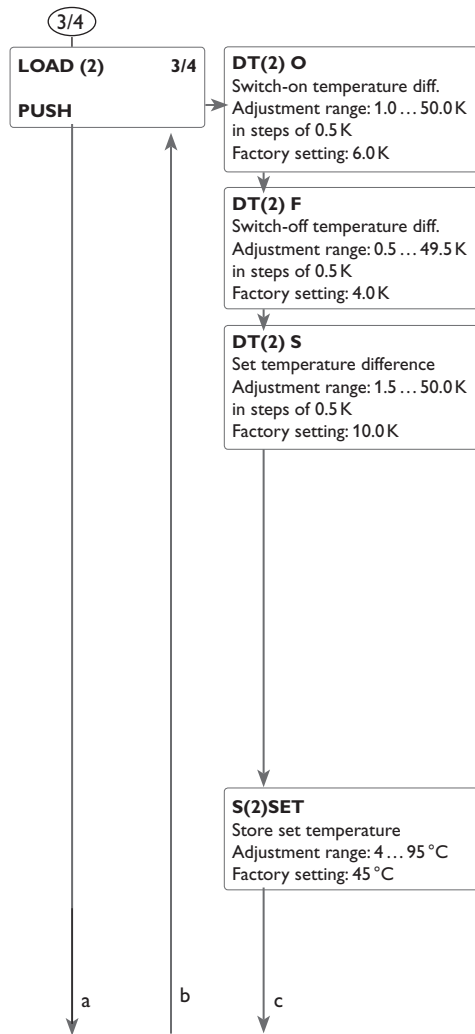 3/4
LOAD (2) 3/4
PUSH
DT(2) O
Switch-on temperature diff.
Adjustment range: 1.0 … 50.0 K
in steps of 0.5 K
Factory setting: 6.0 K
DT(2) F
Switch-off temperature diff.
Adjustment range: 0.5 … 49.5 K
in steps of 0.5 K
Factory setting: 4.0 K
DT(2) S
Set temperature difference
Adjustment range: 1.5 … 50.0 K
in steps of 0.5 K
Factory setting: 10.0 K
S(2)SET
Store set temperature
Adjustment range: 4 … 95 °C
Factory setting: 45 °C
a b c